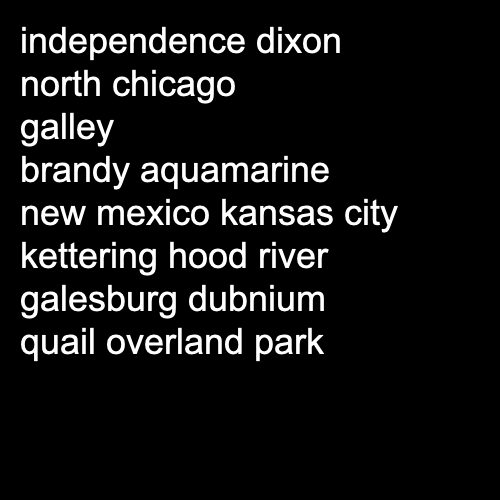 independence dixon
north chicago
galley
brandy aquamarine
new mexico kansas city
kettering hood river
galesburg dubnium
quail overland park